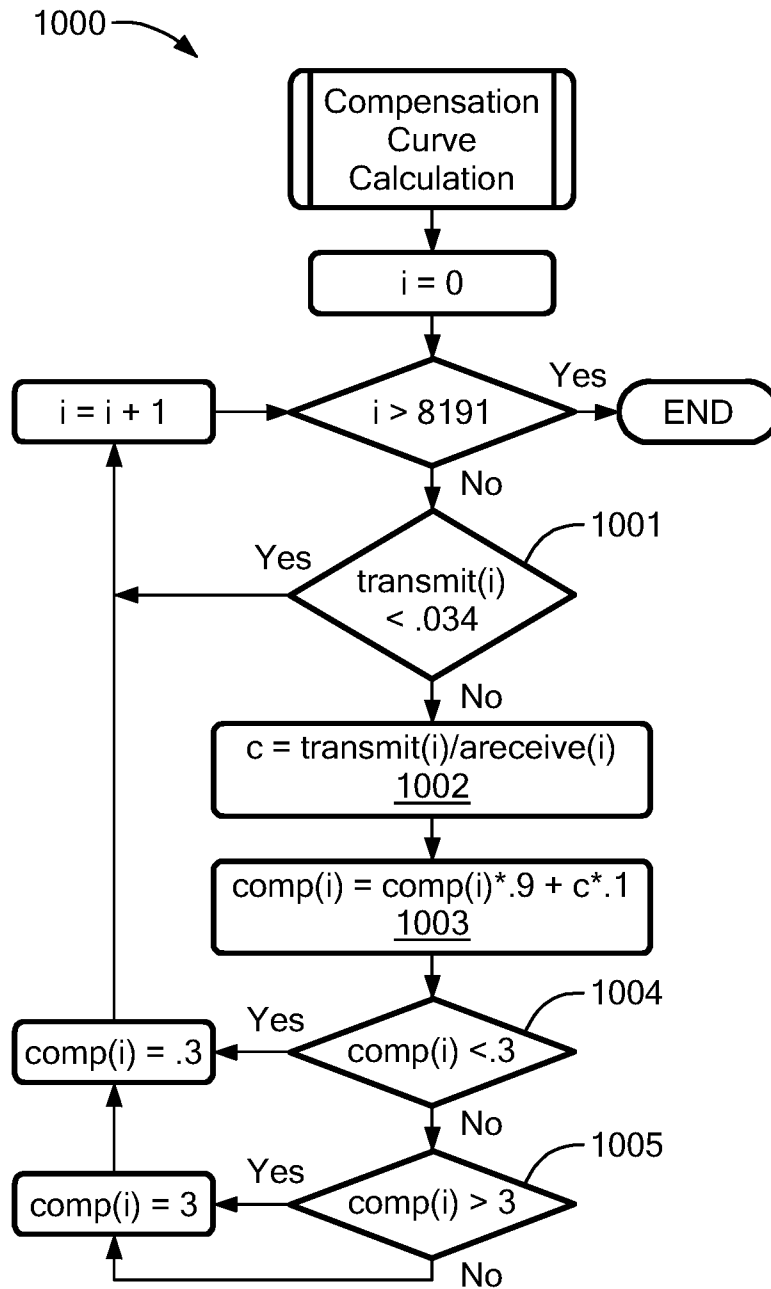 1000
Compensation
Curve
Calculation
i = 0
i = i + 1
i > 8191
Yes
END
No
1001
Yes
transmit(i)
< .034
No
c = transmit(i)/areceive(i)
1002
comp(i) = comp(i)*.9 + c*.1
1003
1004
Yes
comp(i) = .3
comp(i) <.3
No
1005
Yes
comp(i) = 3
comp(i) > 3
No